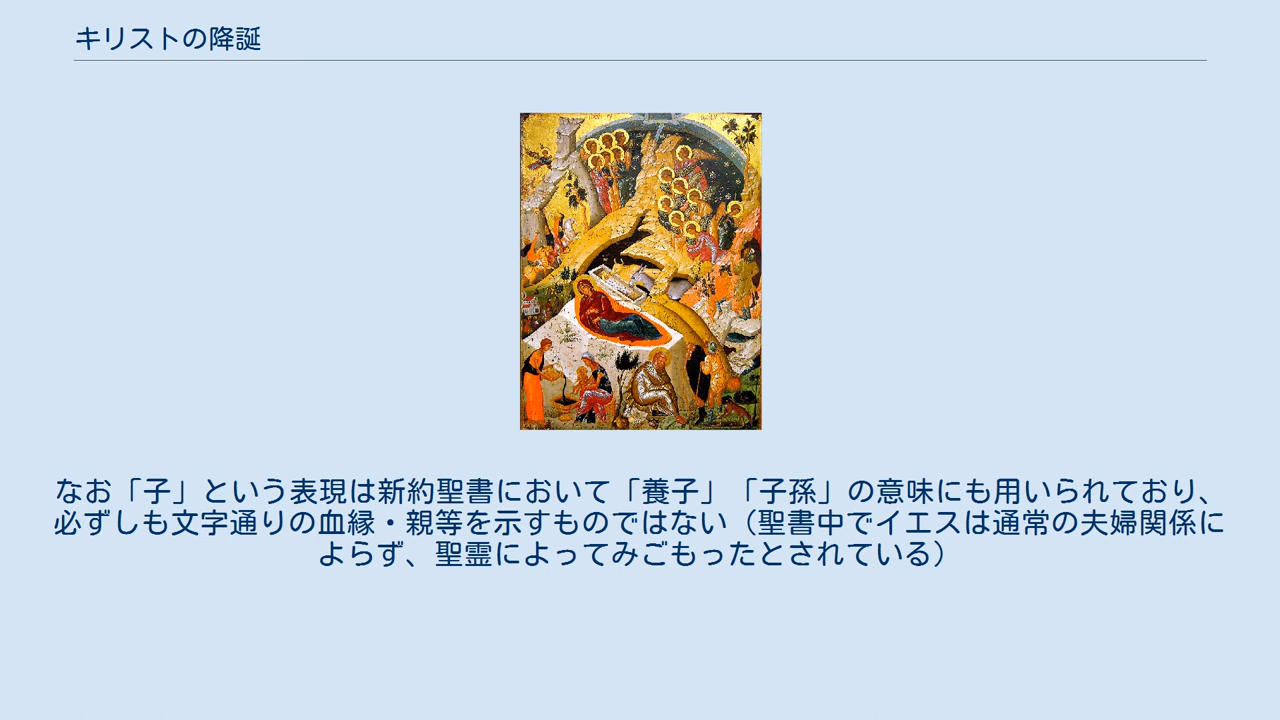 キリストの降誕
なお「子」という表現は新約聖書において「養子」「子孫」の意味にも用いられており、
必ずしも文字通りの血縁・親等を示すものではない（聖書中でイエスは通常の夫婦関係に
よらず、聖霊によってみごもったとされている）